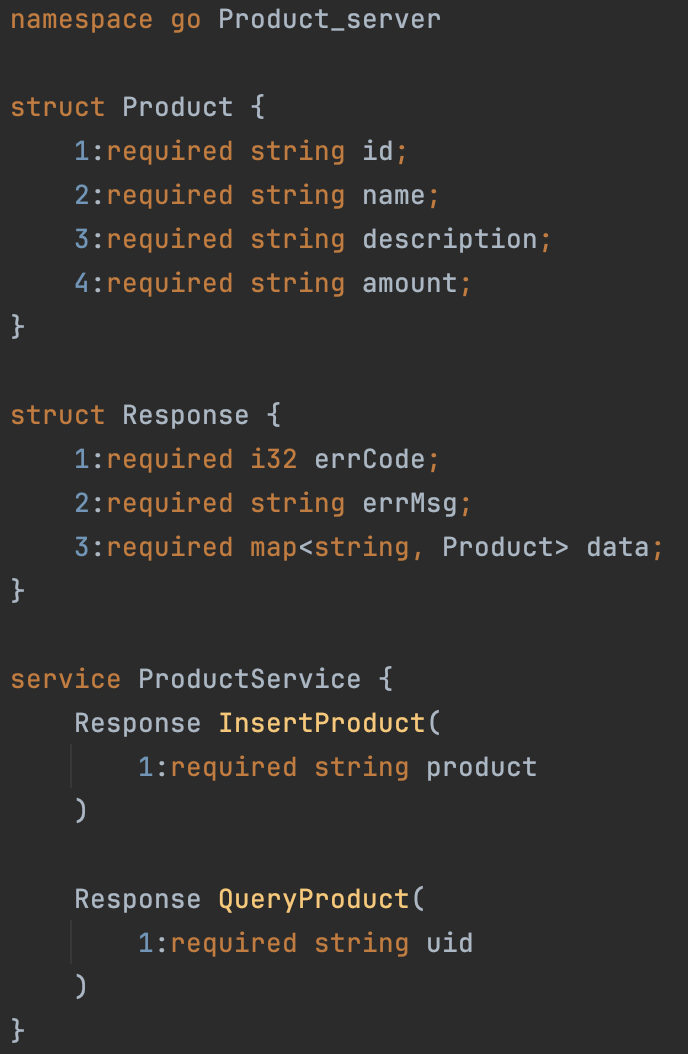 namespace go Product_server

struct Product {
    1:required string id;
    2:required string name;
    3:required string description;
    4:required string amount;
}

struct Response {
    1:required i32 errCode;
    2:required string errMsg;
    3:required map<string, Product> data;
}

service ProductService {
    Response InsertProduct(
        1:required string product
    )

    Response QueryProduct(
        1:required string uid
    )
}